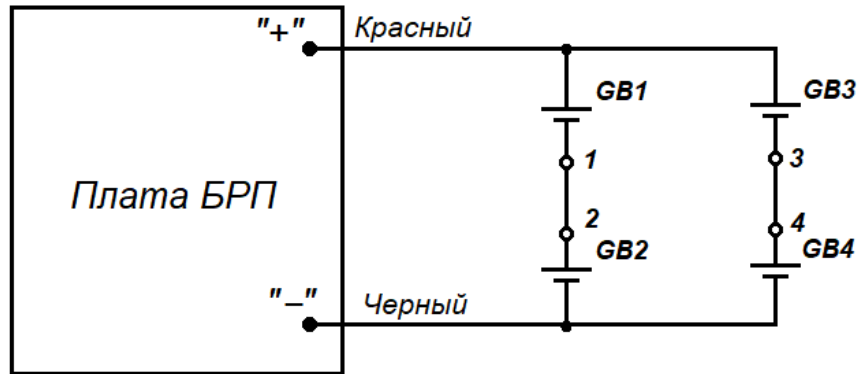 "+"
Красный
GB1
GB3
1
3
Плата БРП
2
4
GB2
GB4
"–"
Черный